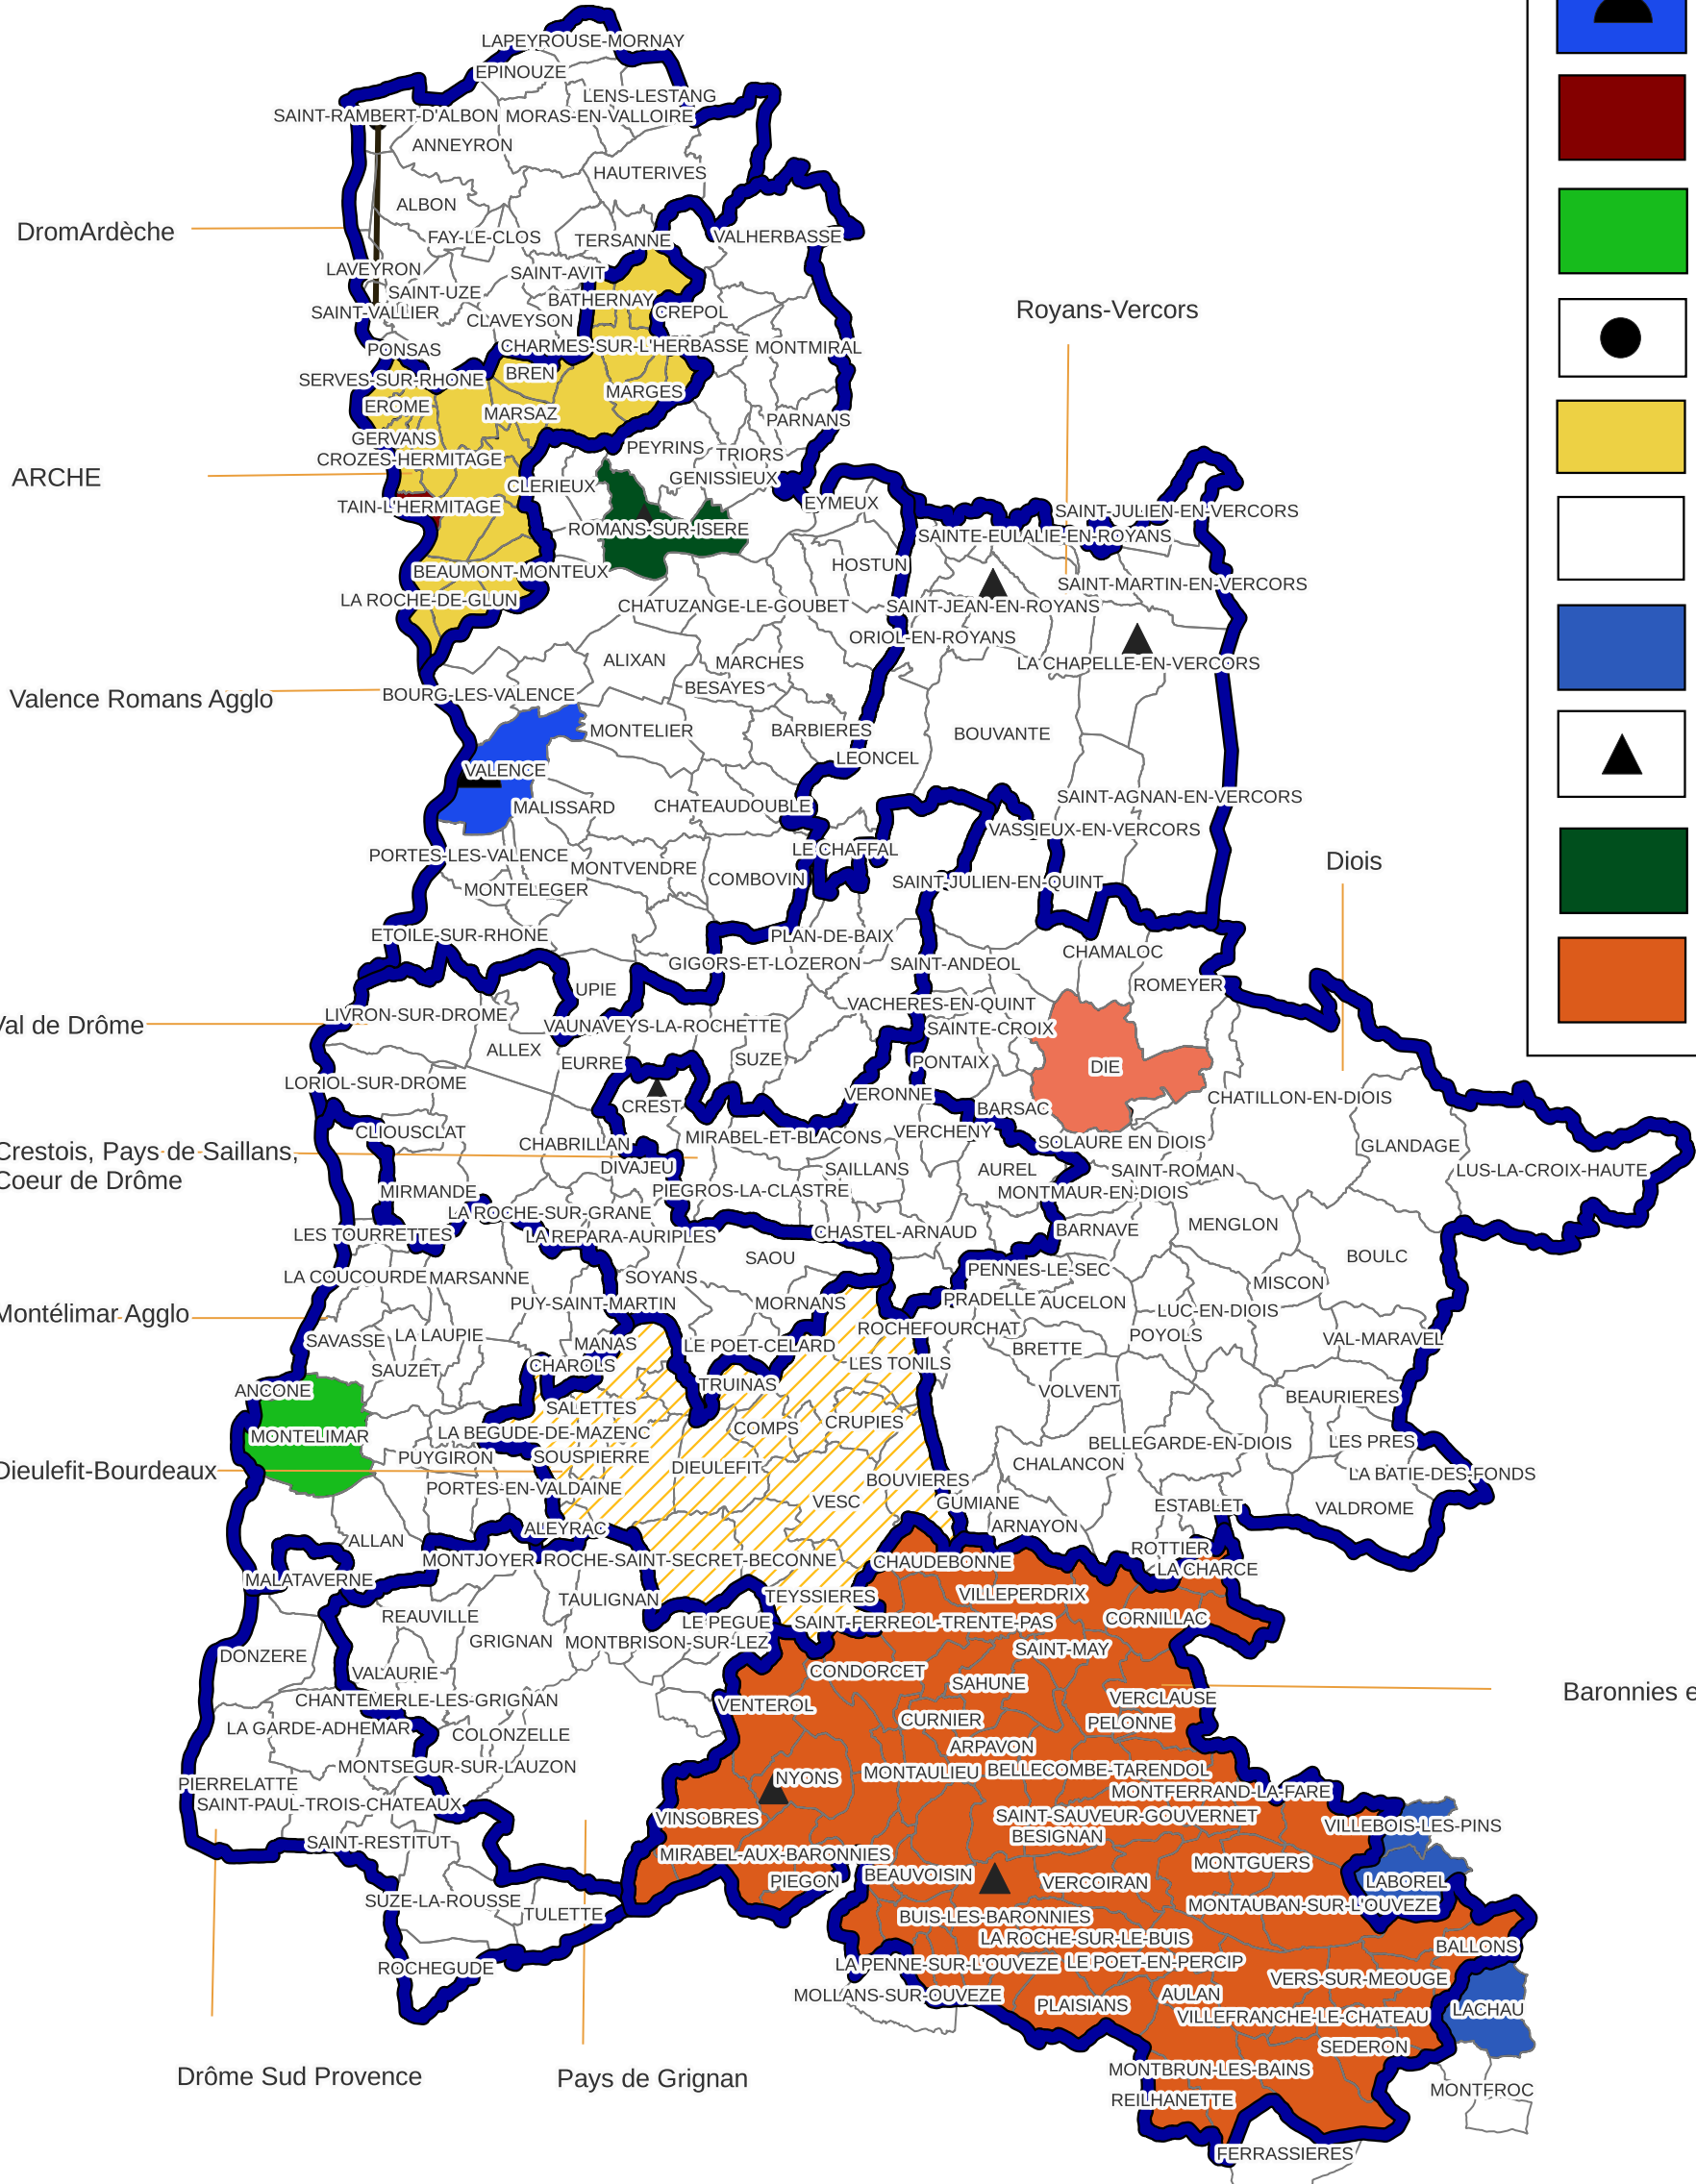 LAPEYROUSE-MORNAY
EPINOUZE
LENS-LESTANG
SAINT-RAMBERT-D'ALBON
MORAS-EN-VALLOIRE
ANNEYRON
HAUTERIVES
ALBON
DromArdèche
FAY-LE-CLOS
TERSANNE
VALHERBASSE
LAVEYRON
SAINT-AVIT
SAINT-UZE
BATHERNAY
SAINT-VALLIER
CLAVEYSON
CREPOL
Royans-Vercors
PONSAS
CHARMES-SUR-L'HERBASSE
MONTMIRAL
SERVES-SUR-RHONE
BREN
MARGES
EROME
MARSAZ
PARNANS
GERVANS
PEYRINS
TRIORS
CROZES-HERMITAGE
ARCHE
CLERIEUX
GENISSIEUX
TAIN-L'HERMITAGE
EYMEUX
SAINT-JULIEN-EN-VERCORS
ROMANS-SUR-ISERE
SAINTE-EULALIE-EN-ROYANS
BEAUMONT-MONTEUX
HOSTUN
SAINT-MARTIN-EN-VERCORS
LA ROCHE-DE-GLUN
CHATUZANGE-LE-GOUBET
SAINT-JEAN-EN-ROYANS
ORIOL-EN-ROYANS
ALIXAN
MARCHES
LA CHAPELLE-EN-VERCORS
Valence Romans Agglo
BOURG-LES-VALENCE
BESAYES
MONTELIER
BARBIERES
BOUVANTE
LEONCEL
VALENCE
MALISSARD
CHATEAUDOUBLE
SAINT-AGNAN-EN-VERCORS
VASSIEUX-EN-VERCORS
PORTES-LES-VALENCE
LE CHAFFAL
Diois
MONTVENDRE
MONTELEGER
COMBOVIN
SAINT-JULIEN-EN-QUINT
ETOILE-SUR-RHONE
PLAN-DE-BAIX
CHAMALOC
GIGORS-ET-LOZERON
SAINT-ANDEOL
ROMEYER
UPIE
VACHERES-EN-QUINT
Val de Drôme
LIVRON-SUR-DROME
VAUNAVEYS-LA-ROCHETTE
SAINTE-CROIX
ALLEX
EURRE
SUZE
PONTAIX
DIE
LORIOL-SUR-DROME
VERONNE
CHATILLON-EN-DIOIS
CREST
BARSAC
CLIOUSCLAT
CHABRILLAN
MIRABEL-ET-BLACONS
VERCHENY
SOLAURE EN DIOIS
GLANDAGE
Crestois, Pays de Saillans,
Coeur de Drôme
DIVAJEU
SAILLANS
AUREL
SAINT-ROMAN
LUS-LA-CROIX-HAUTE
MIRMANDE
PIEGROS-LA-CLASTRE
MONTMAUR-EN-DIOIS
LA ROCHE-SUR-GRANE
LES TOURRETTES
LA REPARA-AURIPLES
CHASTEL-ARNAUD
BARNAVE
MENGLON
SAOU
BOULC
LA COUCOURDE
MARSANNE
SOYANS
PENNES-LE-SEC
MISCON
Montélimar Agglo
PUY-SAINT-MARTIN
MORNANS
PRADELLE
AUCELON
LUC-EN-DIOIS
SAVASSE
LA LAUPIE
MANAS
LE POET-CELARD
ROCHEFOURCHAT
BRETTE
POYOLS
VAL-MARAVEL
SAUZET
CHAROLS
LES TONILS
ANCONE
TRUINAS
VOLVENT
BEAURIERES
SALETTES
MONTELIMAR
LA BEGUDE-DE-MAZENC
COMPS
CRUPIES
BELLEGARDE-EN-DIOIS
LES PRES
Dieulefit-Bourdeaux
PUYGIRON
SOUSPIERRE
DIEULEFIT
CHALANCON
LA BATIE-DES-FONDS
PORTES-EN-VALDAINE
BOUVIERES
VESC
GUMIANE
ESTABLET
VALDROME
ALLAN
ALEYRAC
ARNAYON
ROTTIER
MONTJOYER
ROCHE-SAINT-SECRET-BECONNE
CHAUDEBONNE
LA CHARCE
MALATAVERNE
TAULIGNAN
TEYSSIERES
VILLEPERDRIX
REAUVILLE
LE PEGUE
SAINT-FERREOL-TRENTE-PAS
CORNILLAC
GRIGNAN
MONTBRISON-SUR-LEZ
SAINT-MAY
DONZERE
VALAURIE
CONDORCET
SAHUNE
Baronnies e
CHANTEMERLE-LES-GRIGNAN
VENTEROL
VERCLAUSE
LA GARDE-ADHEMAR
COLONZELLE
CURNIER
PELONNE
ARPAVON
MONTSEGUR-SUR-LAUZON
NYONS
MONTAULIEU
BELLECOMBE-TARENDOL
PIERRELATTE
MONTFERRAND-LA-FARE
SAINT-PAUL-TROIS-CHATEAUX
VINSOBRES
SAINT-SAUVEUR-GOUVERNET
VILLEBOIS-LES-PINS
SAINT-RESTITUT
BESIGNAN
MIRABEL-AUX-BARONNIES
MONTGUERS
PIEGON
BEAUVOISIN
VERCOIRAN
LABOREL
SUZE-LA-ROUSSE
TULETTE
BUIS-LES-BARONNIES
MONTAUBAN-SUR-L'OUVEZE
LA ROCHE-SUR-LE-BUIS
BALLONS
ROCHEGUDE
LA PENNE-SUR-L'OUVEZE
LE POET-EN-PERCIP
VERS-SUR-MEOUGE
MOLLANS-SUR-OUVEZE
PLAISIANS
AULAN
LACHAU
VILLEFRANCHE-LE-CHATEAU
SEDERON
Drôme Sud Provence
Pays de Grignan
MONTBRUN-LES-BAINS
MONTFROC
REILHANETTE
FERRASSIERES